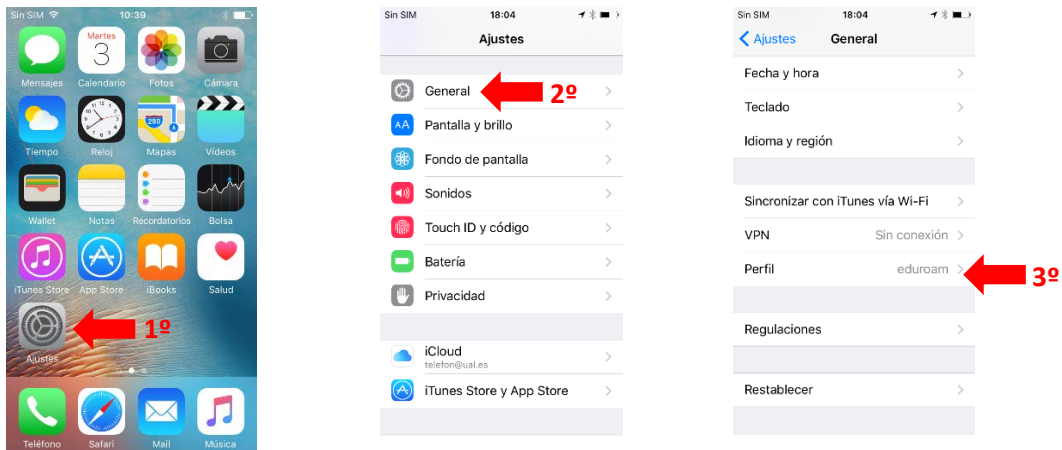 Sin SIM 10:39
Martes
3
Mensajes Calendario Fotos Cámara
280
Tiempo Reloj Mapas Vídeos
Wallet Notas Recordatorios Bolsa
iTunes Store App Store iBooks Salud
1º
Ajustes
Teléfono Safari Mail Música
Sin SIM 18:04
Ajustes
General 2º
AA Pantalla y brillo
Fondo de pantalla
Sonidos
Touch ID y código
Batería
Privacidad
iCloud
telefon@ual.es
iTunes Store y App Store
Sin SIM 18:04
Ajustes General
Fecha y hora
Teclado
Idioma y región
Sincronizar con iTunes vía Wi-Fi
VPN Sin conexión
Perfil eduroam 3º
Regulaciones
Restablecer